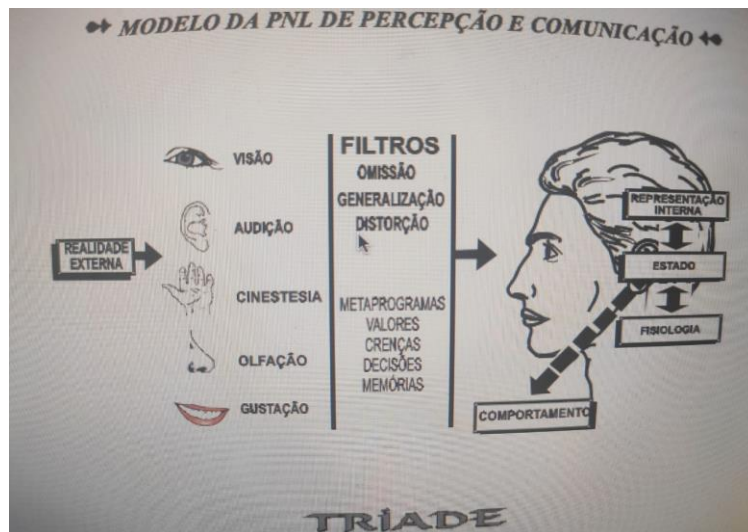 MODELO DA PNL DE PERCEPÇÃO E COMUNICAÇÃO
REALIDADE
EXTERNA
VISÃO
AUDIÇÃO
CINESTESIA
OLFAÇÃO
GUSTAÇÃO
FILTROS
OMISSÃO
GENERALIZAÇÃO
DISTORÇÃO
METAPROGRAMAS
VALORES
CRENÇAS
DECISÕES
MEMÓRIAS
REPRESENTAÇÃO
INTERNA
ESTADO
FISIOLOGIA
COMPORTAMENTO
TRÍADE